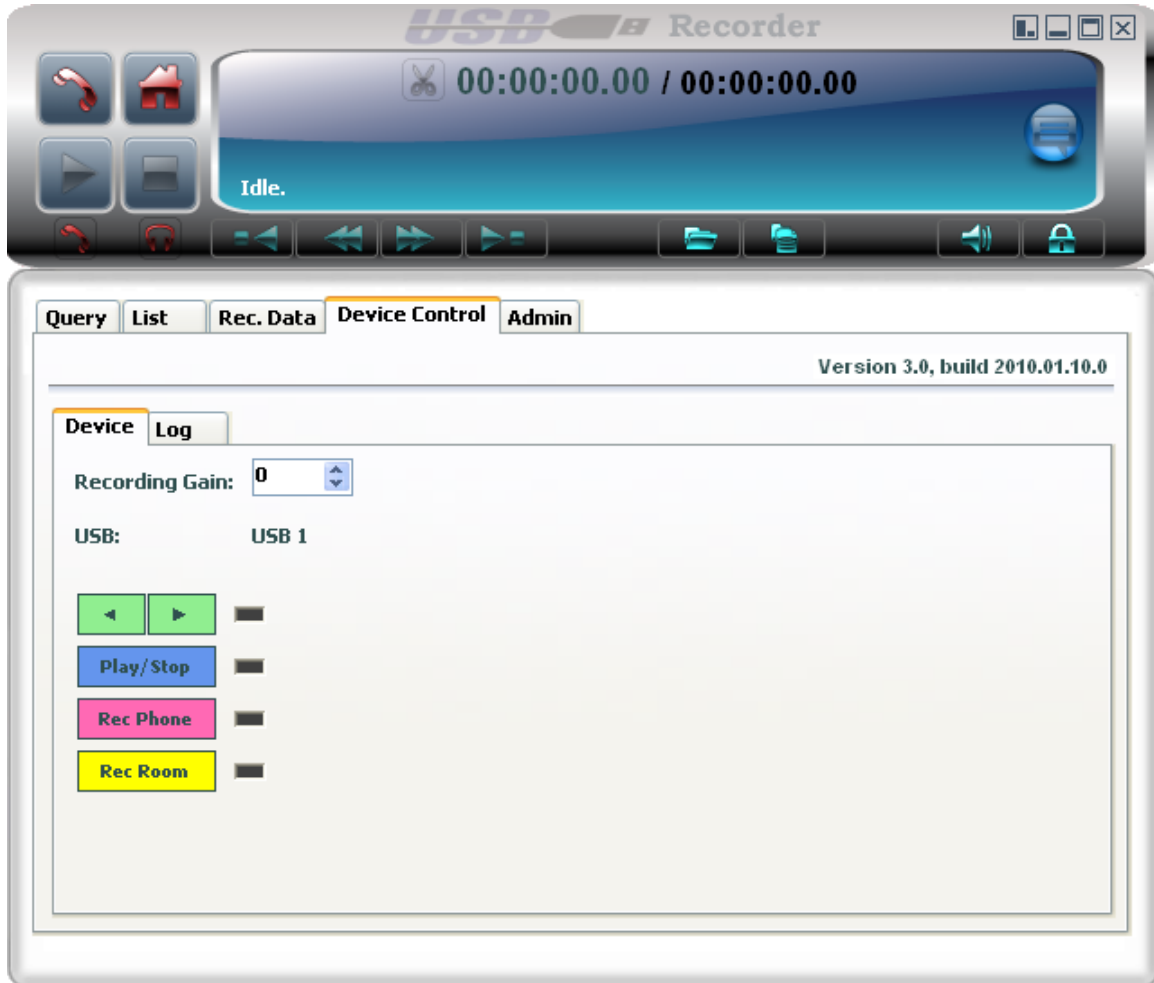 USB Recorder
00:00:00.00 / 00:00:00.00
Idle.
Query List Rec. Data Device Control Admin
Version 3.0, build 2010.01.10.0
Device Log
Recording Gain: 0
USB: USB 1
Play/Stop
Rec Phone
Rec Room